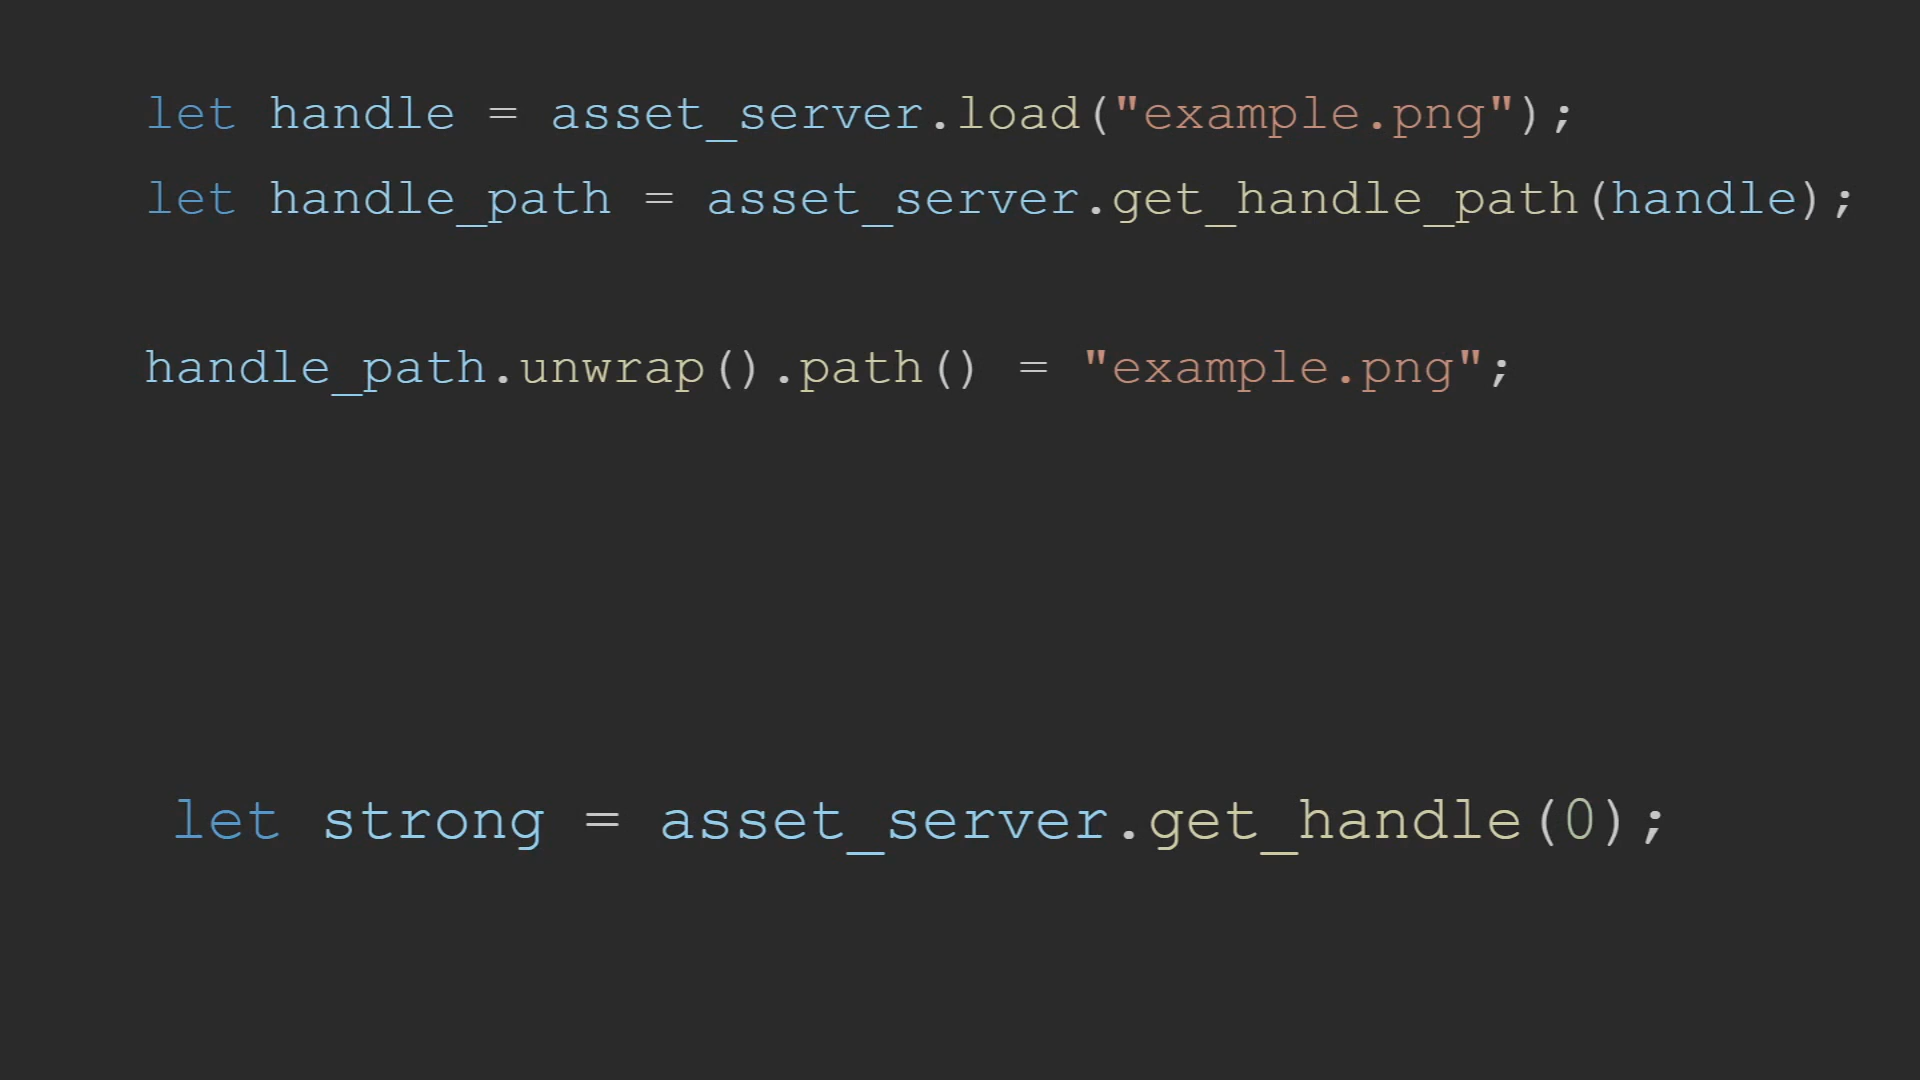 let handle = asset_server.load("example.png");
let handle_path = asset_server.get_handle_path(handle);
handle_path.unwrap().path() = "example.png";
let strong = asset_server.get_handle(0);